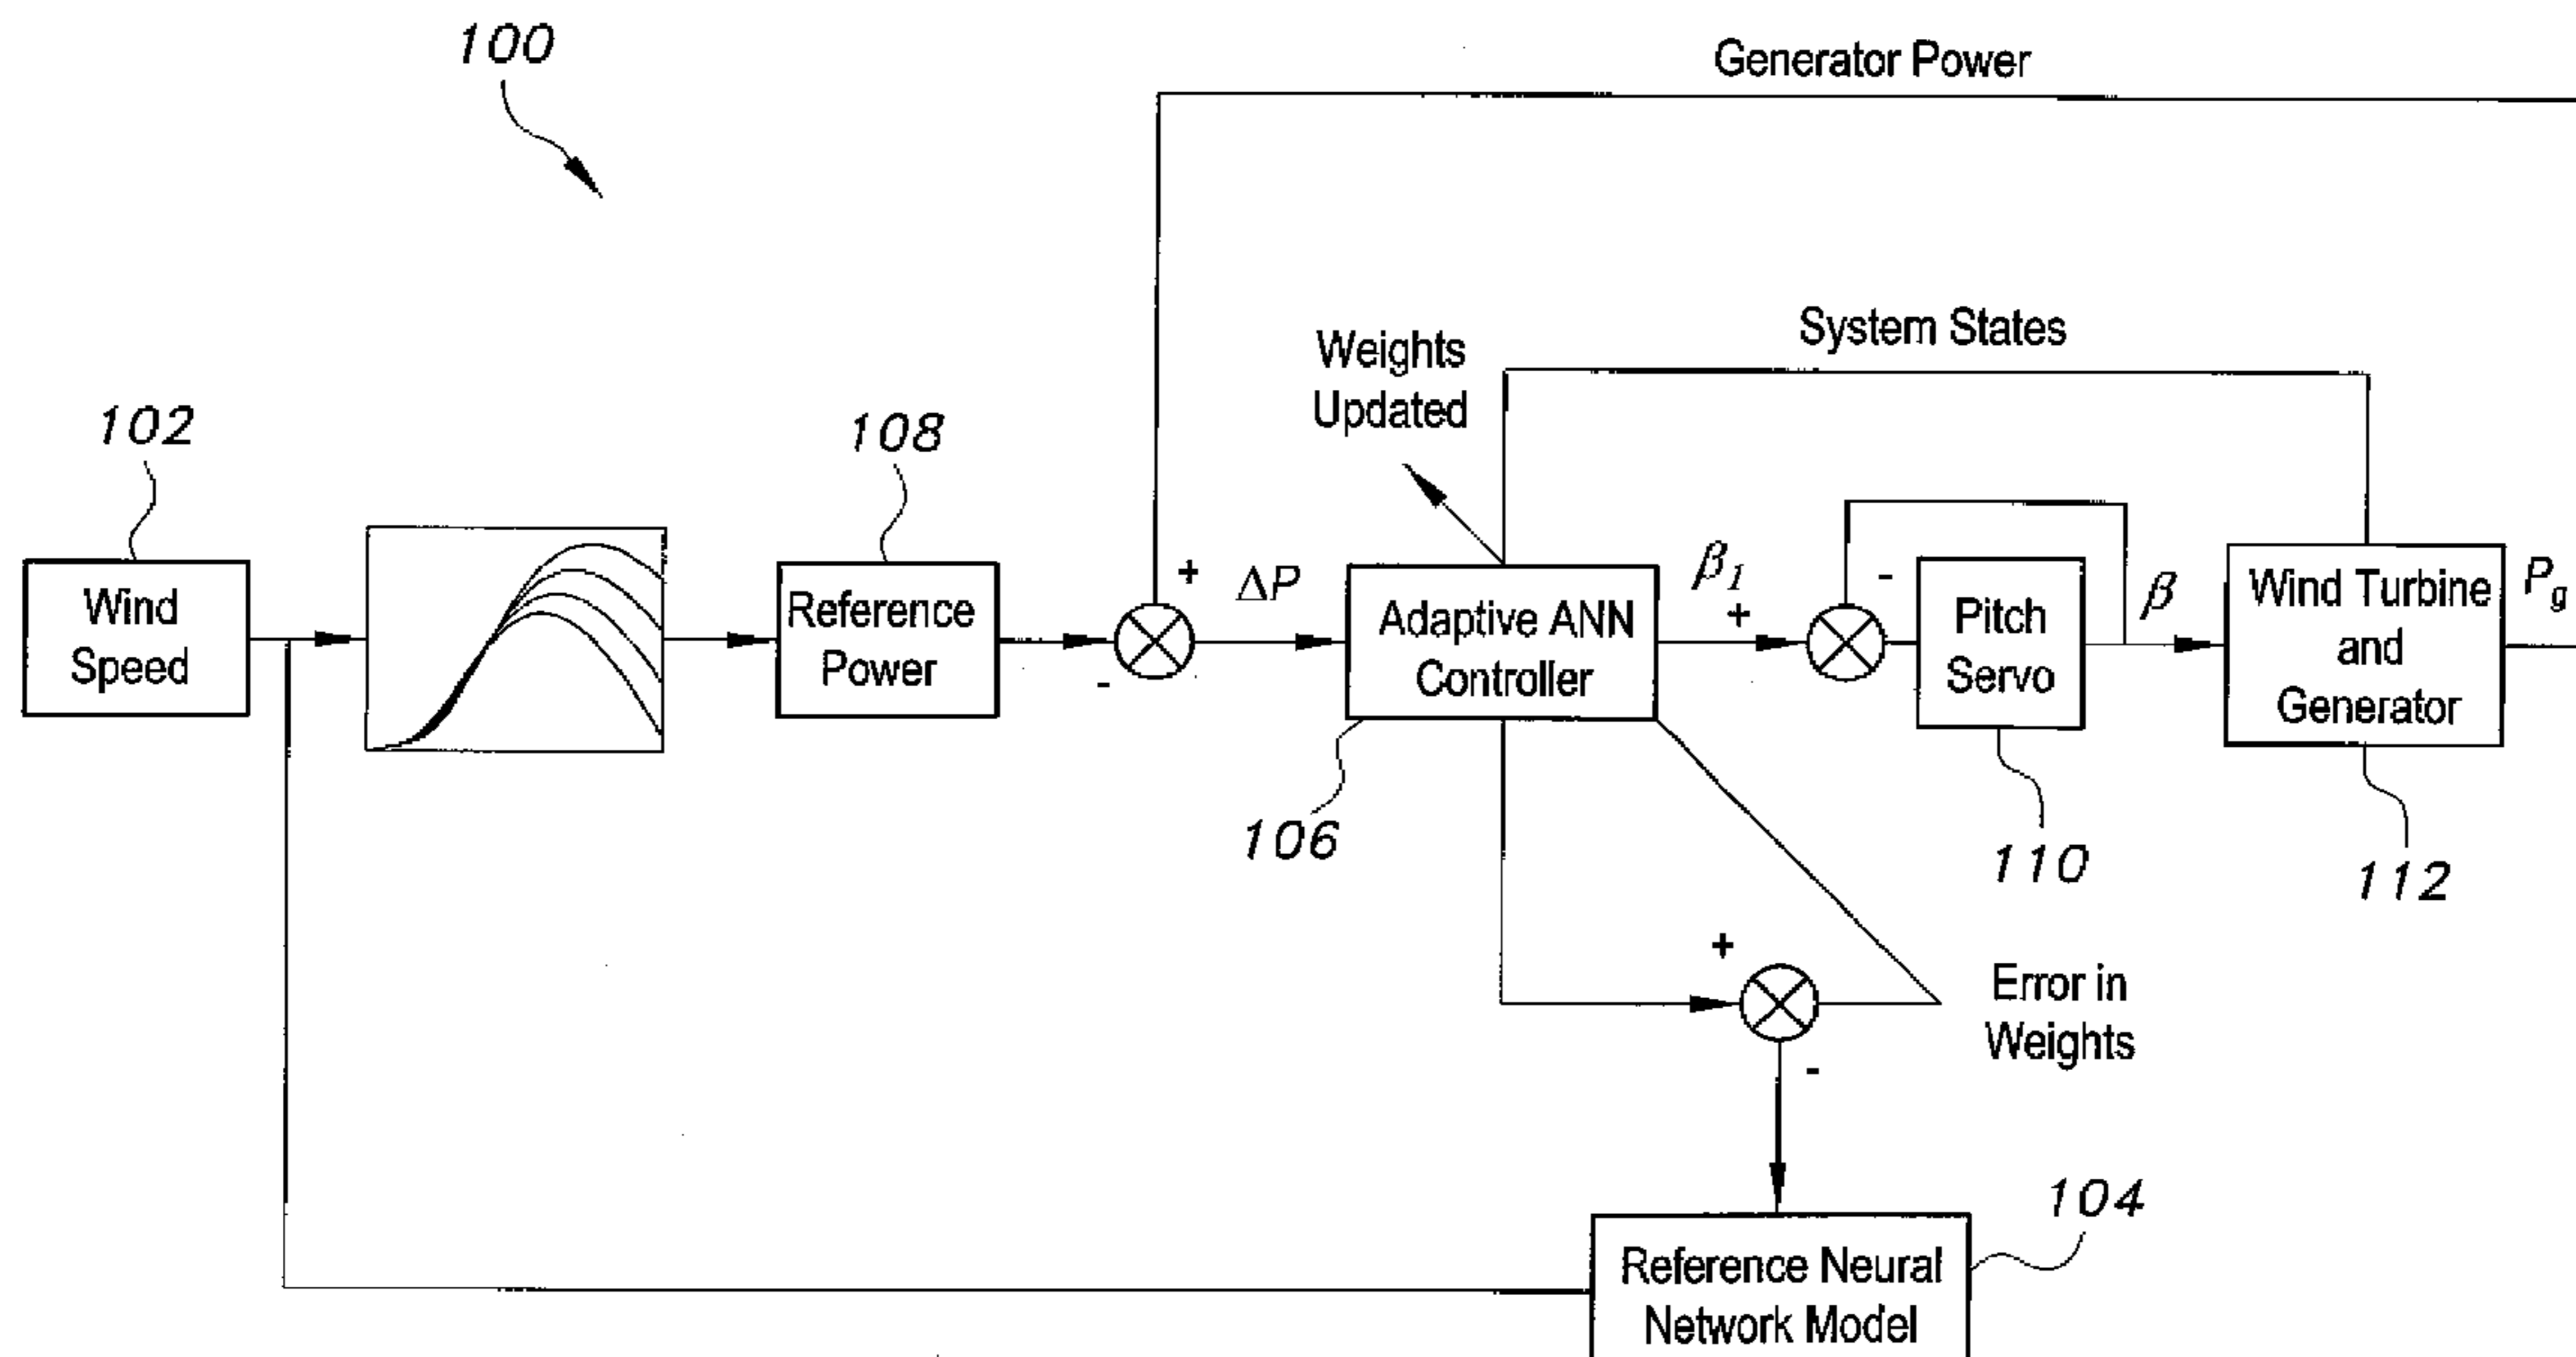 100
Generator Power
System States
Weights
Updated
102
108
Wind
Speed
Reference
Power
+
-
ΔP
Adaptive ANN
Controller
β1
+
-
Pitch
Servo
β
Wind Turbine
and
Generator
Pg
106
110
112
+
-
Error in
Weights
104
Reference Neural
Network Model